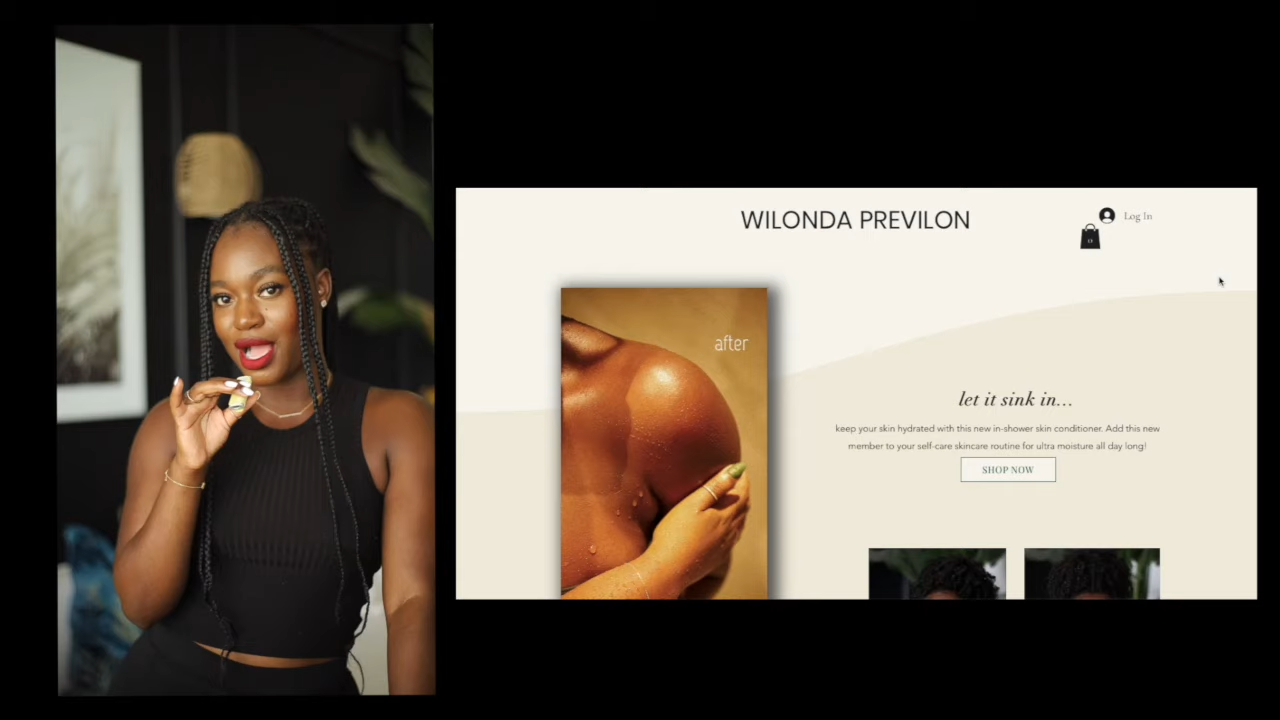 WILONDA PREVILON
Log In
0
after
let it sink in...
keep your skin hydrated with this new in-shower skin conditioner. Add this new
member to your self-care skincare routine for ultra moisture all day long!
SHOP NOW